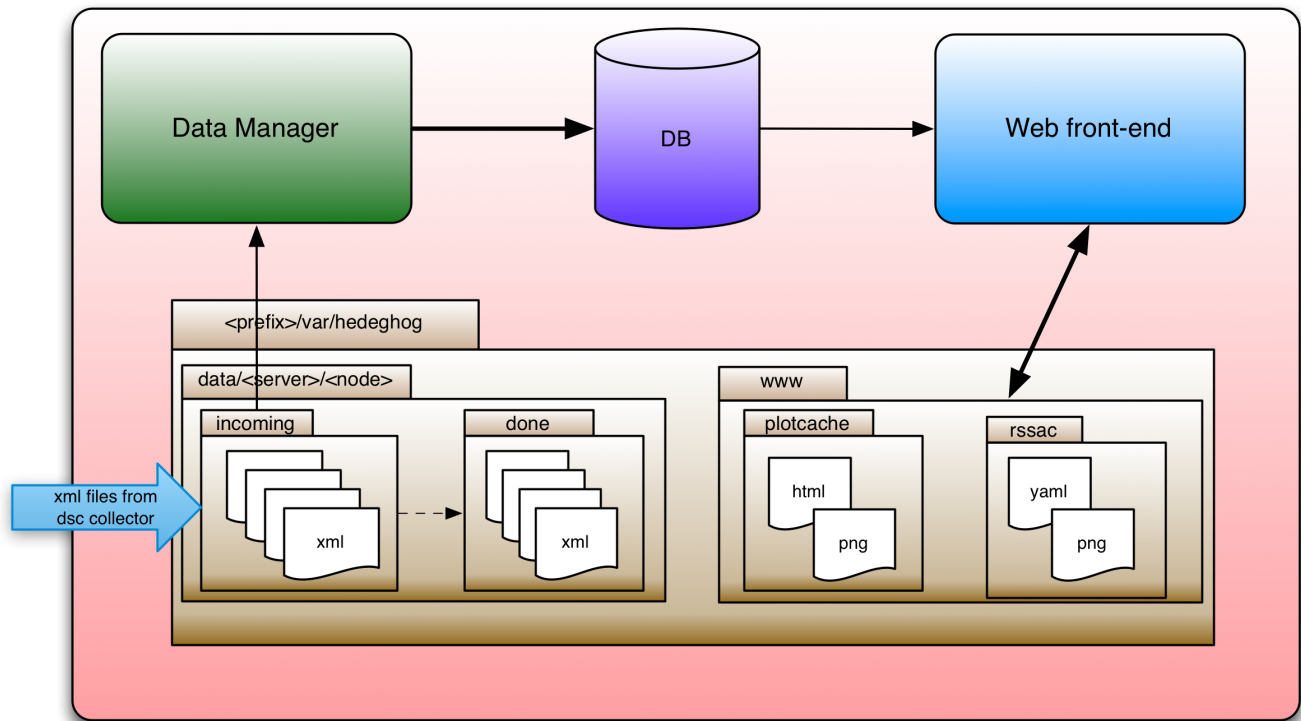 Data Manager
DB
Web front-end
<prefix>/var/hedeghog
data/<server>/<node>
www
incoming
done
plotcache
rssac
xml files from
dsc collector
xml
xml
html
png
yaml
png